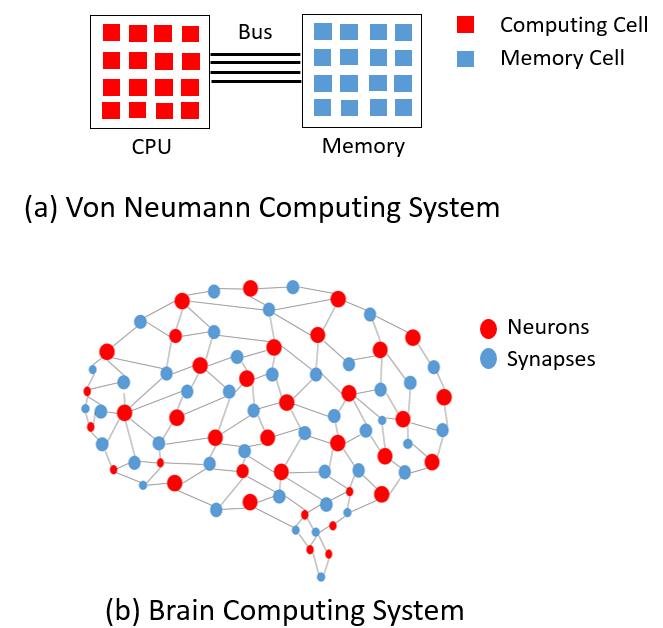 Bus
Computing Cell
Memory Cell
CPU
Memory
(a) Von Neumann Computing System
Neurons
Synapses
(b) Brain Computing System